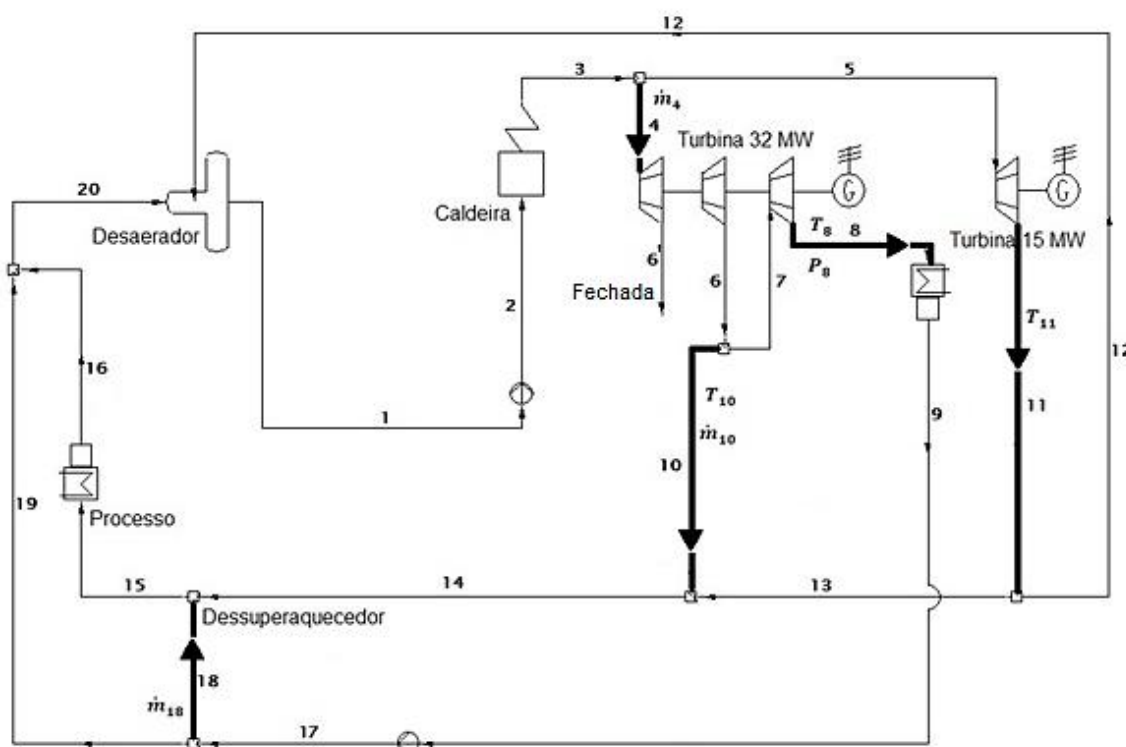 12
3
5
ṁ₄
4
Turbina 32 MW
G
G
20
Desaerador
Caldeira
T₈ 8
P₈
Turbina 15 MW
6'
6
7
Fechada
2
T₁₁
12
16
1
T₁₀
ṁ₁₀
9
11
10
19
Processo
15
14
13
Dessuperaquecedor
18
ṁ₁₈
17